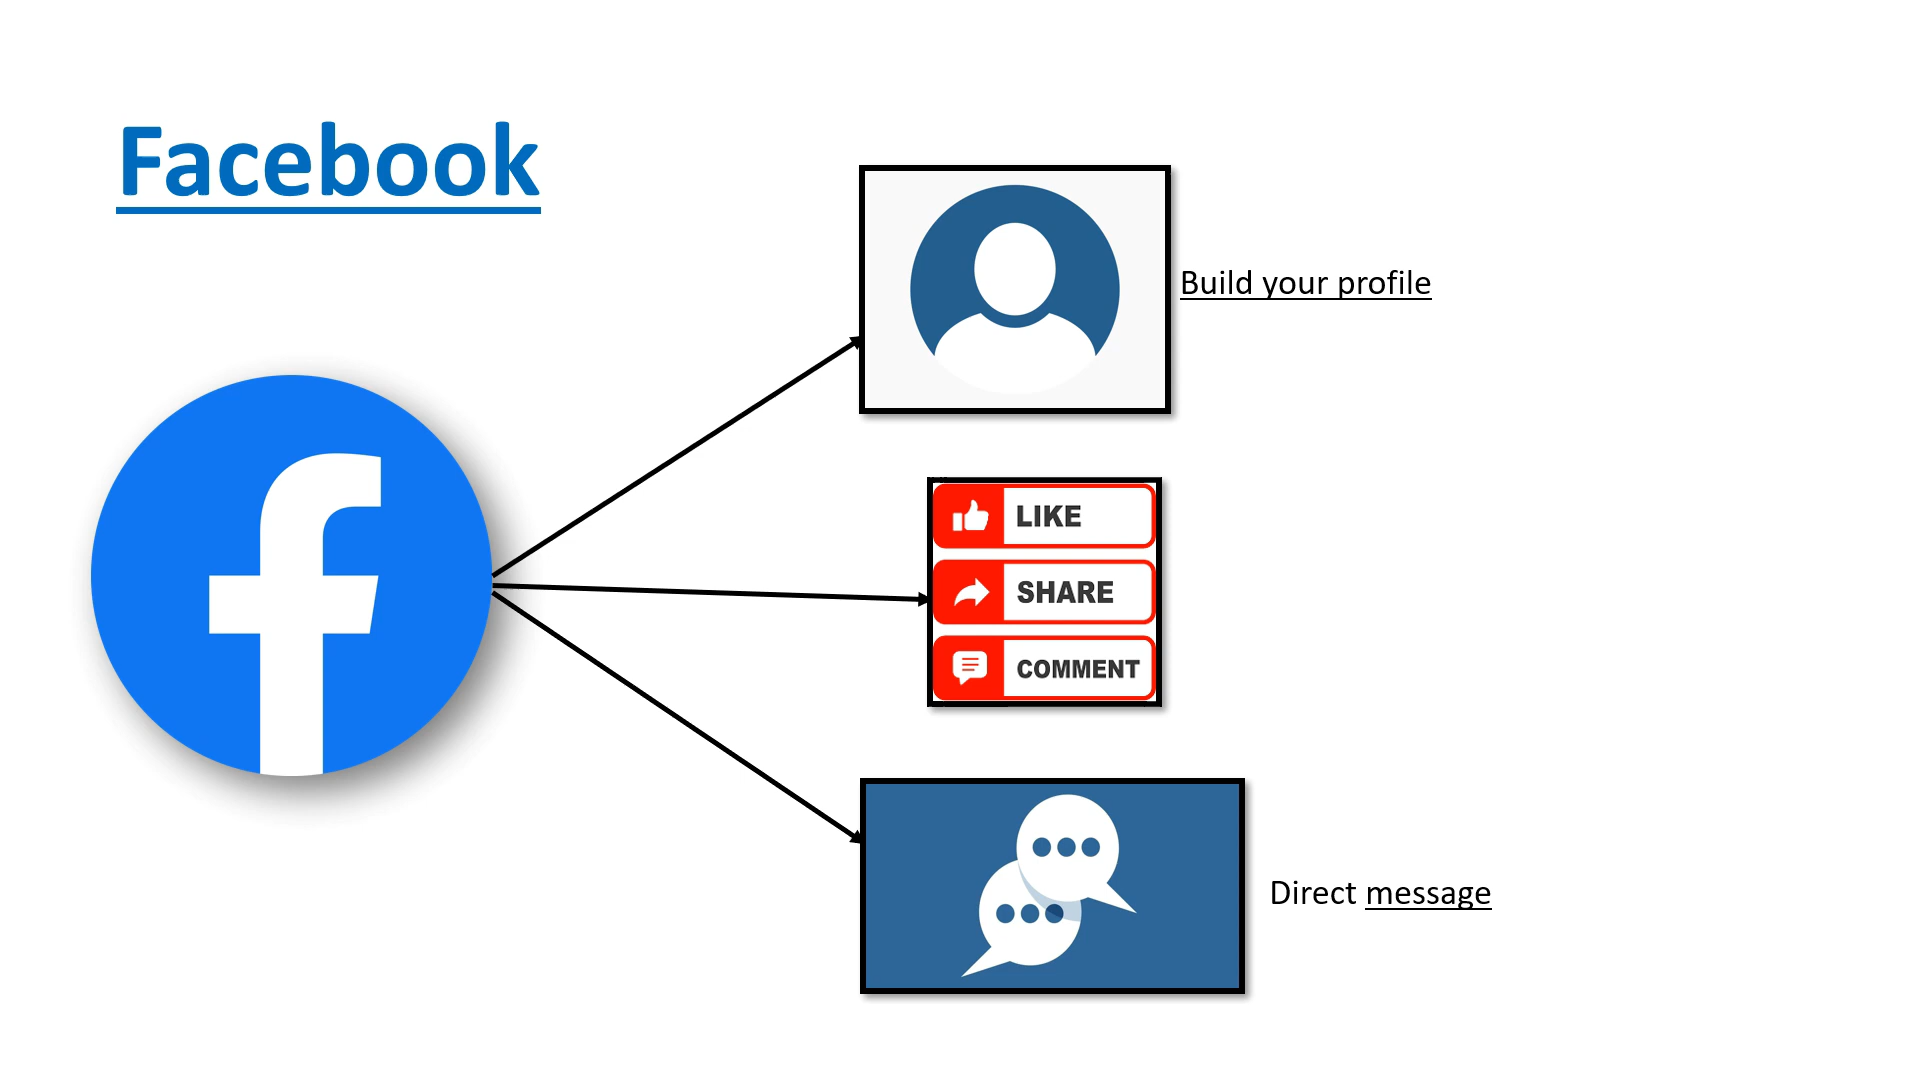 Facebook
Build your profile
LIKE
SHARE
COMMENT
Direct message